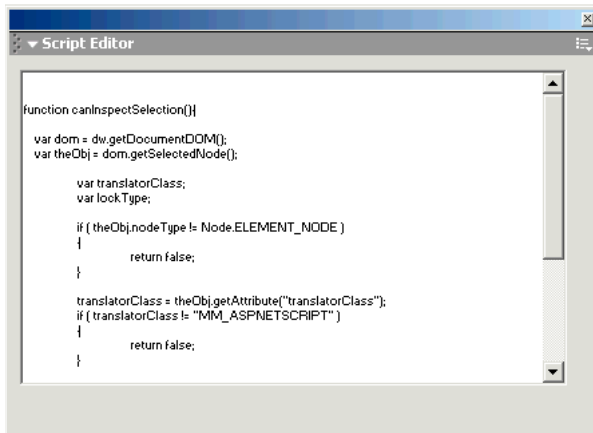 Script Editor
function canInspectSelection(){
var dom = dw.getDocumentDOM();
var theObj = dom.getSelectedNode();
var translatorClass;
var lockType;
if ( theObj.nodeType != Node.ELEMENT_NODE )
{
return false;
}
translatorClass = theObj.getAttribute("translatorClass");
if ( translatorClass != "MM_ASPNETSCRIPT" )
{
return false;
}